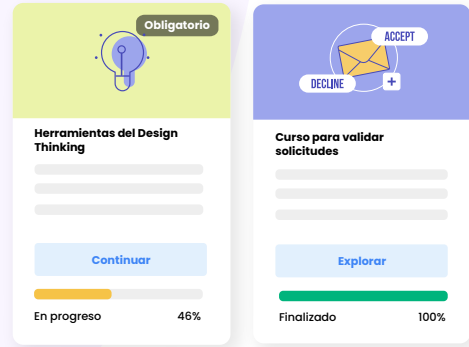 Obligatorio
Herramientas del Design
Thinking
Continuar
En progreso 46%
ACCEPT
DECLINE
Curso para validar
solicitudes
Explorar
Finalizado 100%